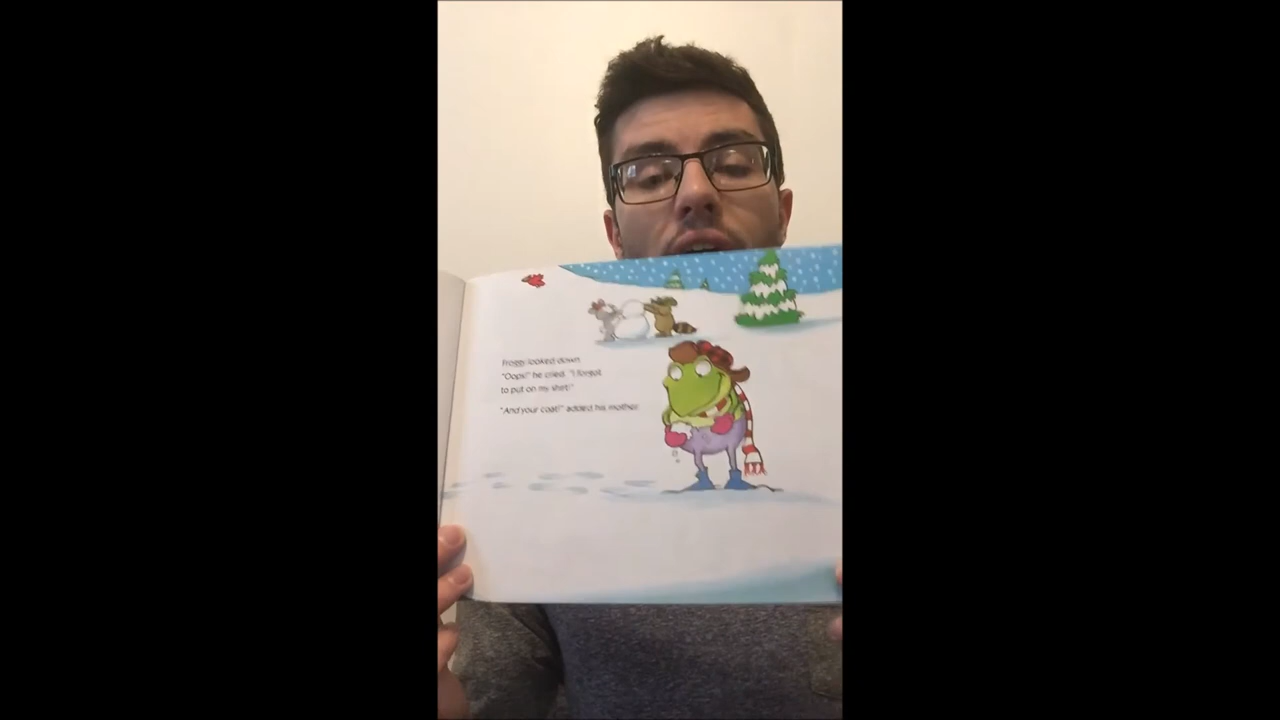 Froggy looked down.
"Oops!" he cried. "I forgot
to put on my shirt!"
"And your coat!" added his mother.